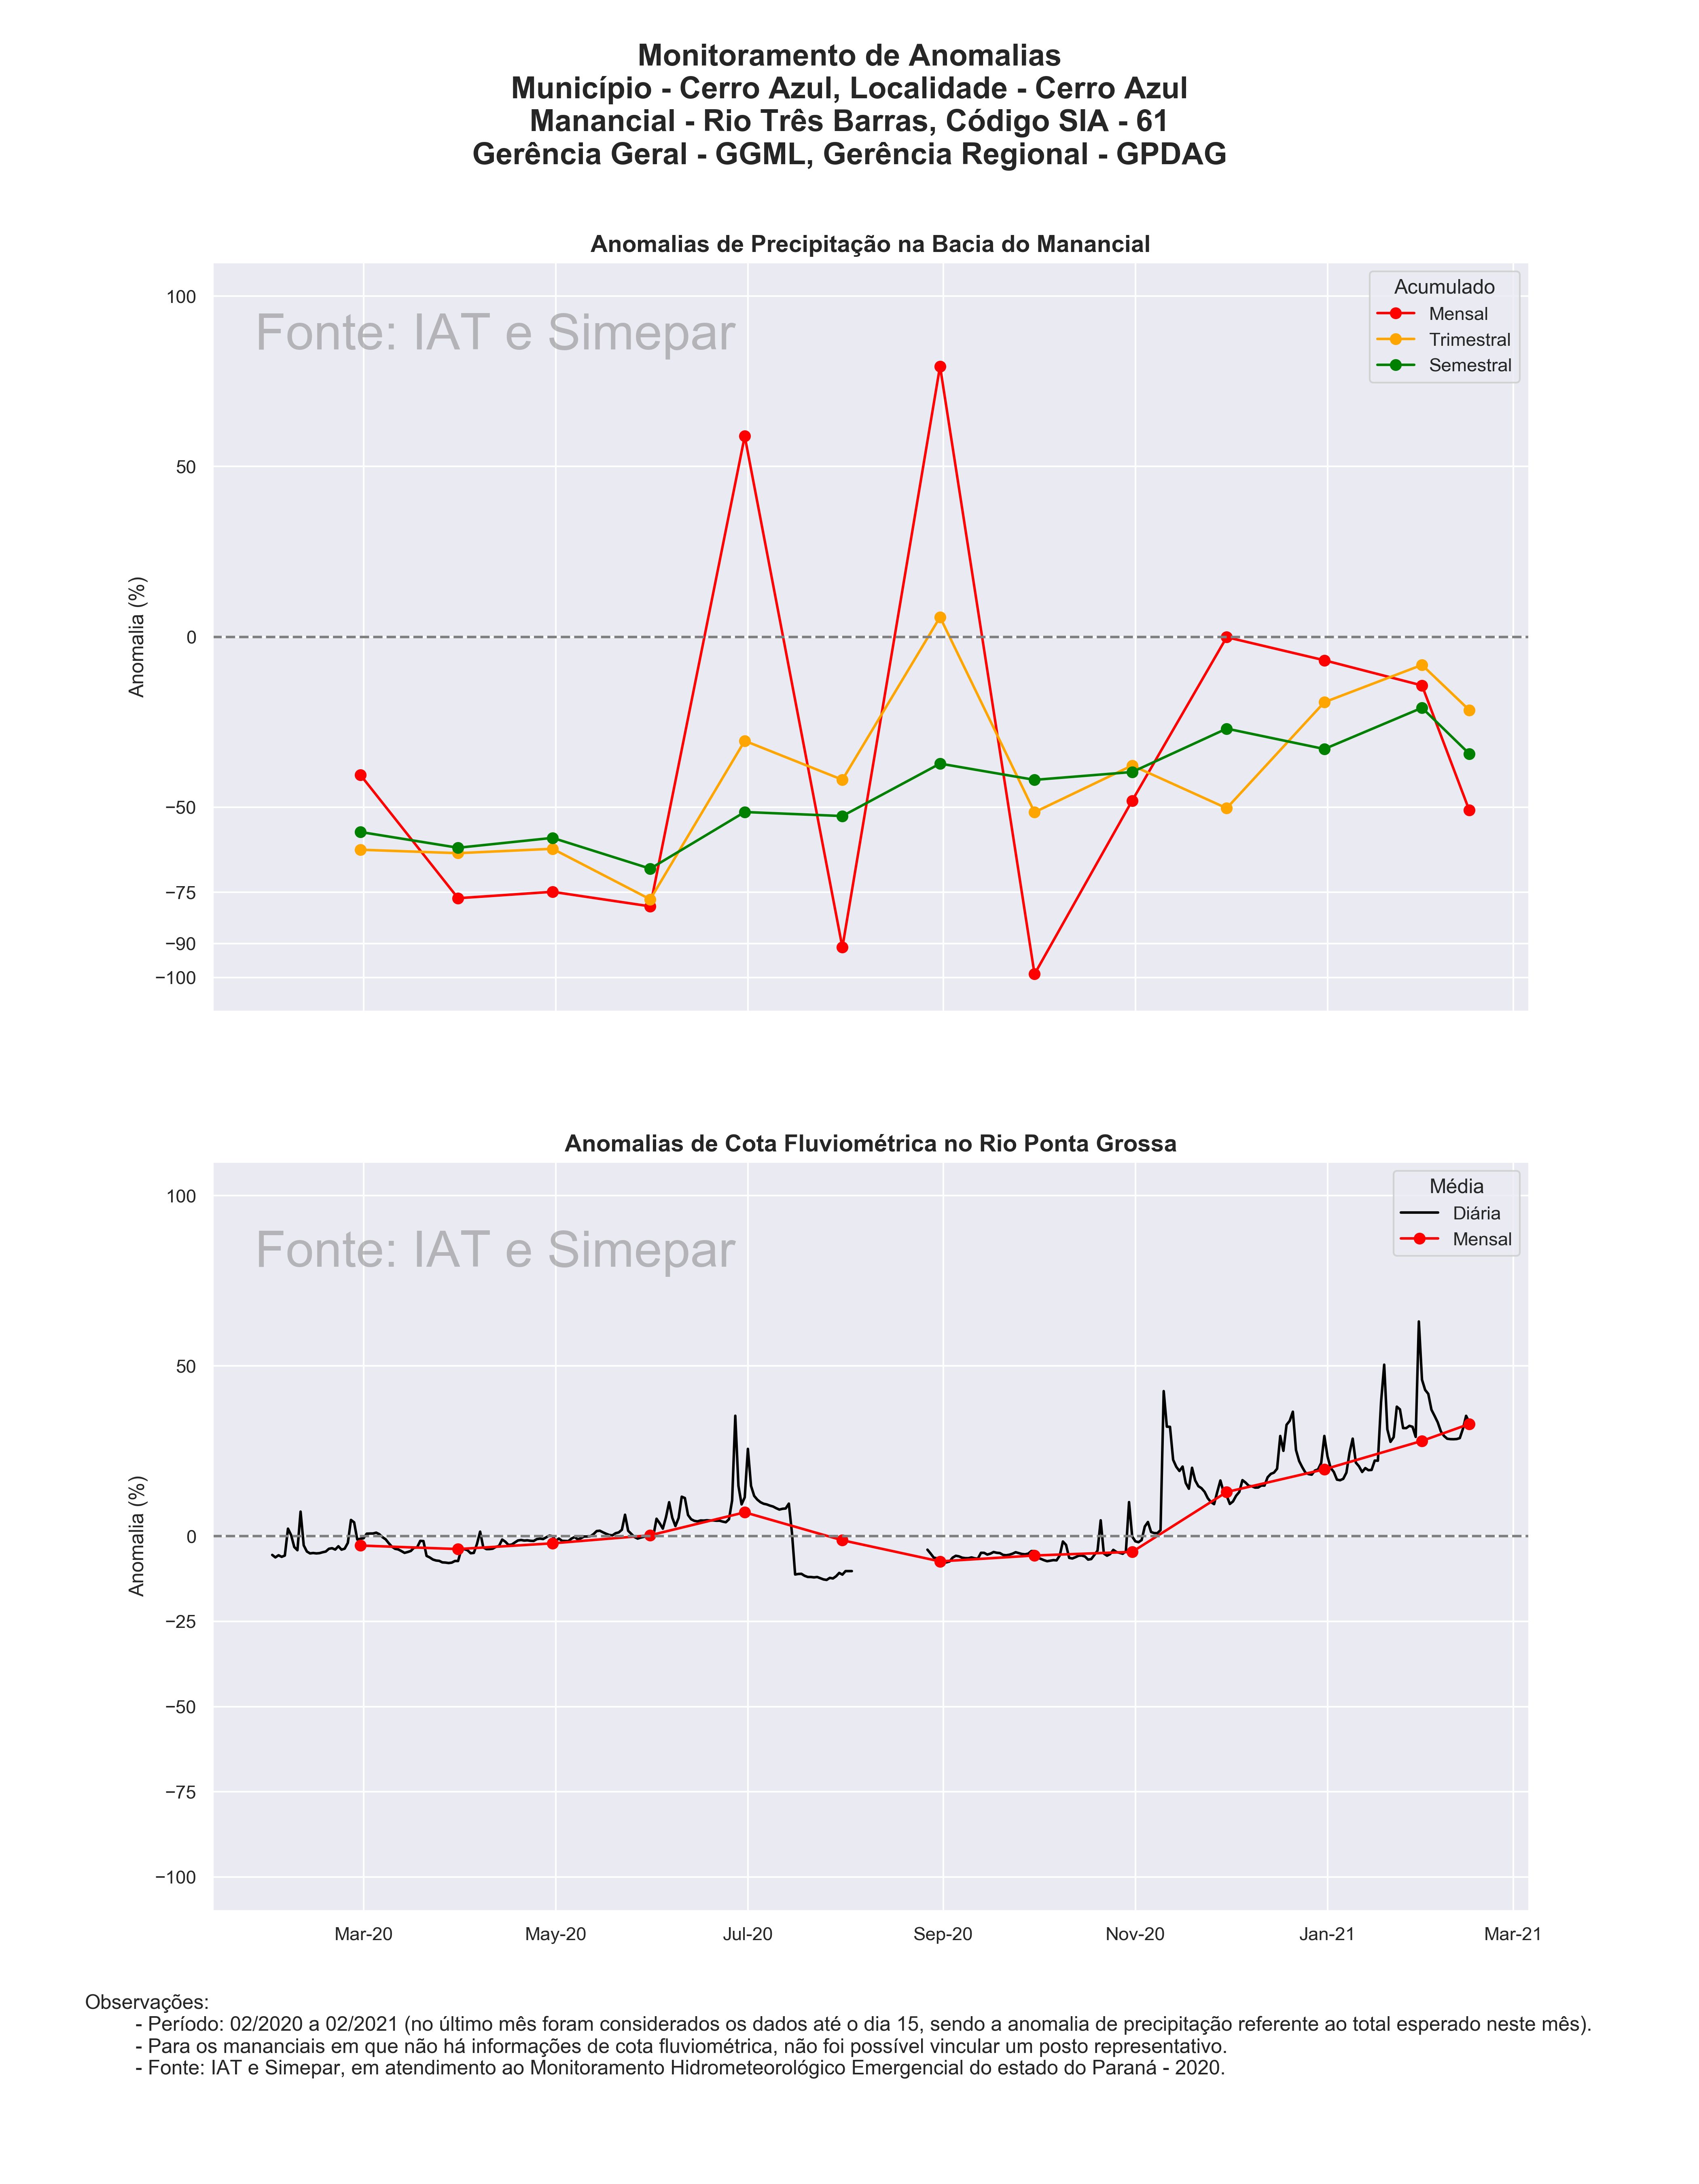 Monitoramento de Anomalias
Município - Cerro Azul, Localidade - Cerro Azul
Manancial - Rio Três Barras, Código SIA - 61
Gerência Geral - GGML, Gerência Regional - GPDAG
Anomalias de Precipitação na Bacia do Manancial
Fonte: IAT e Simepar
Acumulado
Mensal
Trimestral
Semestral
Anomalia (%)
100
50
0
−50
−75
−90
−100
Anomalias de Cota Fluviométrica no Rio Ponta Grossa
Fonte: IAT e Simepar
Média
Diária
Mensal
Anomalia (%)
100
50
0
−25
−50
−75
−100
Mar-20 May-20 Jul-20 Sep-20 Nov-20 Jan-21 Mar-21
Observações:
- Período: 02/2020 a 02/2021 (no último mês foram considerados os dados até o dia 15, sendo a anomalia de precipitação referente ao total esperado neste mês).
- Para os mananciais em que não há informações de cota fluviométrica, não foi possível vincular um posto representativo.
- Fonte: IAT e Simepar, em atendimento ao Monitoramento Hidrometeorológico Emergencial do estado do Paraná - 2020.